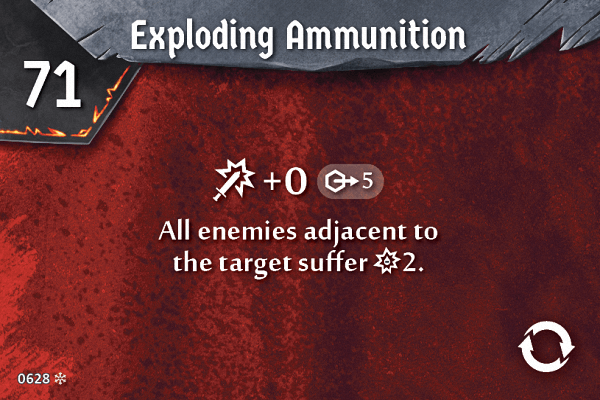 Exploding Ammunition
71
+0 5
All enemies adjacent to
the target suffer 2.
0628